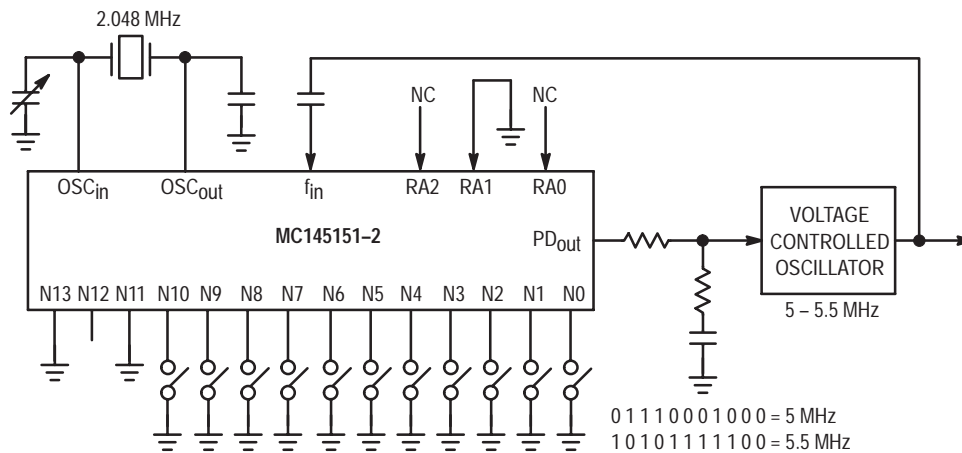 2.048 MHz
NC NC
OSCin OSCout fin RA2 RA1 RA0
MC145151–2
PDout
VOLTAGE
CONTROLLED
OSCILLATOR
5 – 5.5 MHz
N13 N12 N11 N10 N9 N8 N7 N6 N5 N4 N3 N2 N1 N0
0 1 1 1 0 0 0 1 0 0 0 = 5 MHz
1 0 1 0 1 1 1 1 1 0 0 = 5.5 MHz